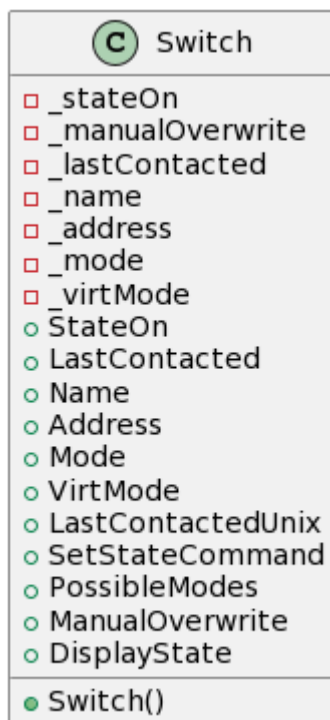 C Switch
_stateOn
_manualOverwrite
_lastContacted
_name
_address
_mode
_virtMode
StateOn
LastContacted
Name
Address
Mode
VirtMode
LastContactedUnix
SetStateCommand
PossibleModes
ManualOverwrite
DisplayState
Switch()